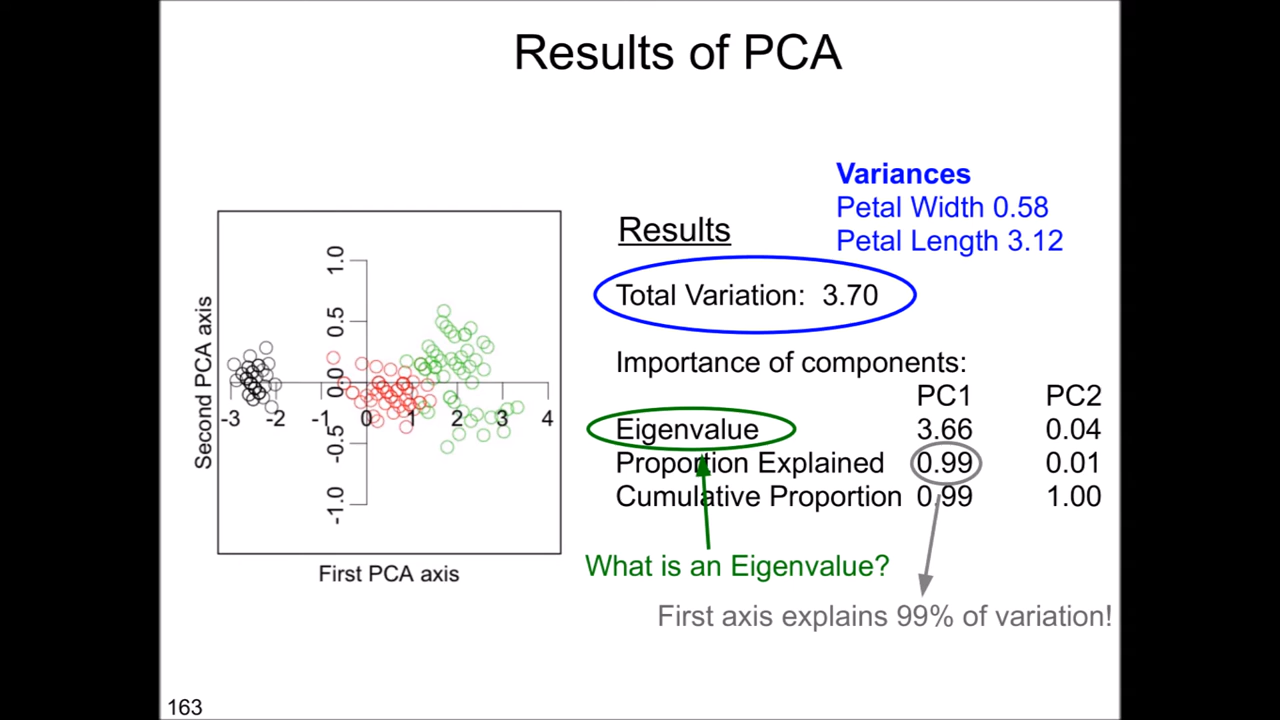 Results of PCA
Variances
Petal Width 0.58
Petal Length 3.12
Results
Total Variation: 3.70
Importance of components:
PC1 PC2
Eigenvalue 3.66 0.04
Proportion Explained 0.99 0.01
Cumulative Proportion 0.99 1.00
What is an Eigenvalue?
First axis explains 99% of variation!
Second PCA axis
1.0
0.5
0.0
-0.5
-1.0
-3 -2 -1 0 1 2 3 4
First PCA axis
163